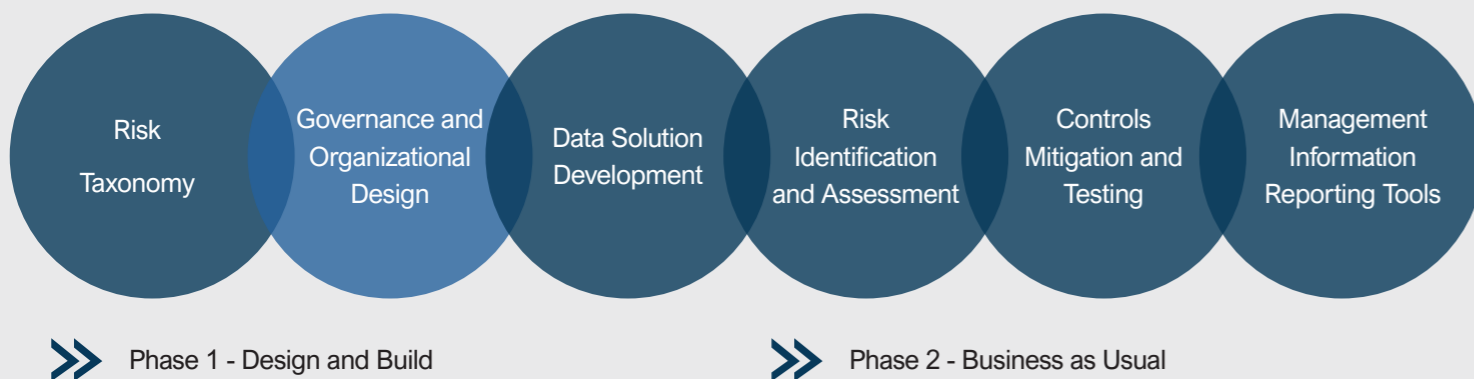 Risk
Taxonomy
Governance and
Organizational
Design
Data Solution
Development
Risk
Identification
and Assessment
Controls
Mitigation and
Testing
Management
Information
Reporting Tools
Phase 1 - Design and Build
Phase 2 - Business as Usual